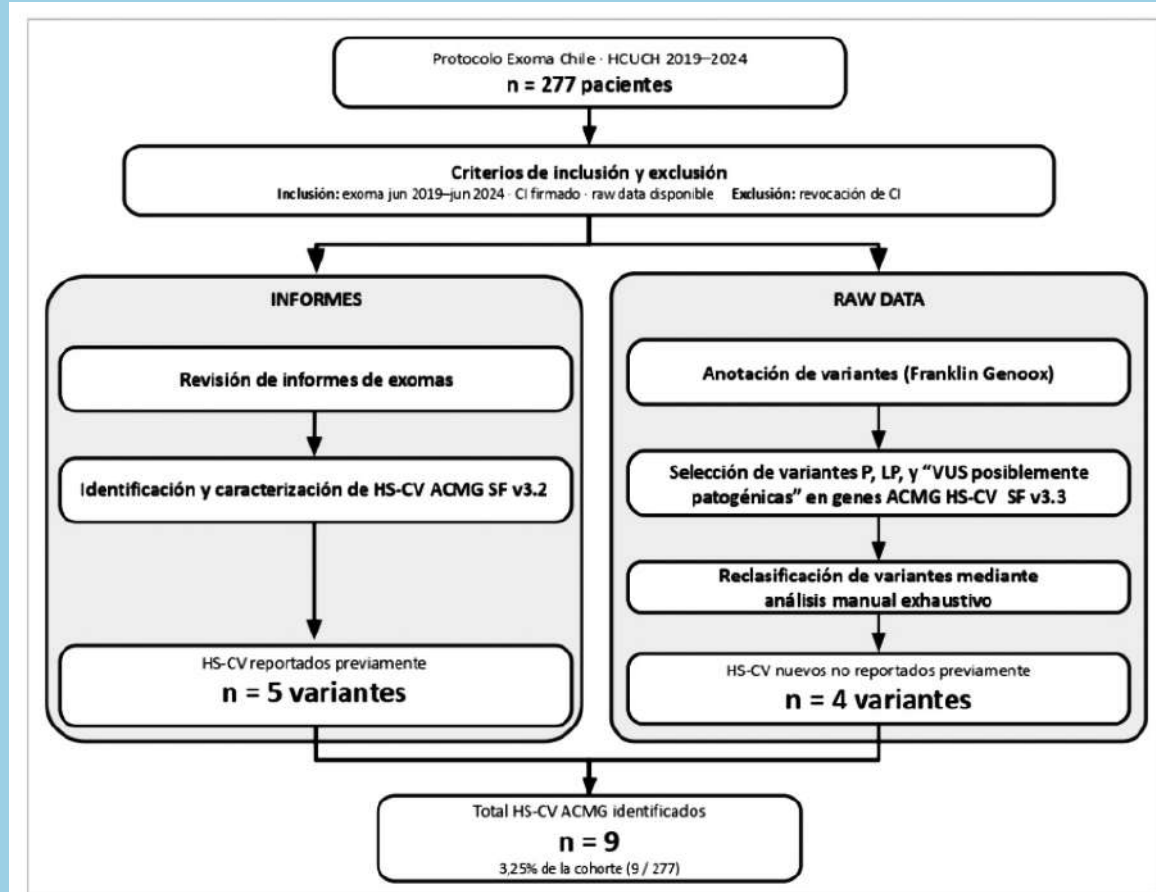 Protocolo Exoma Chile · HCUCH 2019–2024
n = 277 pacientes
Criterios de inclusión y exclusión
Inclusión: exoma jun 2019–jun 2024 · CI firmado · raw data disponible Exclusión: revocación de CI
INFORMES
Revisión de informes de exomas
Identificación y caracterización de HS-CV ACMG SF v3.2
HS-CV reportados previamente
n = 5 variantes
RAW DATA
Anotación de variantes (Franklin Genoox)
Selección de variantes P, LP, y “VUS posiblemente
patogénicas” en genes ACMG HS-CV SF v3.3
Reclasificación de variantes mediante
análisis manual exhaustivo
HS-CV nuevos no reportados previamente
n = 4 variantes
Total HS-CV ACMG identificados
n = 9
3,25% de la cohorte (9 / 277)